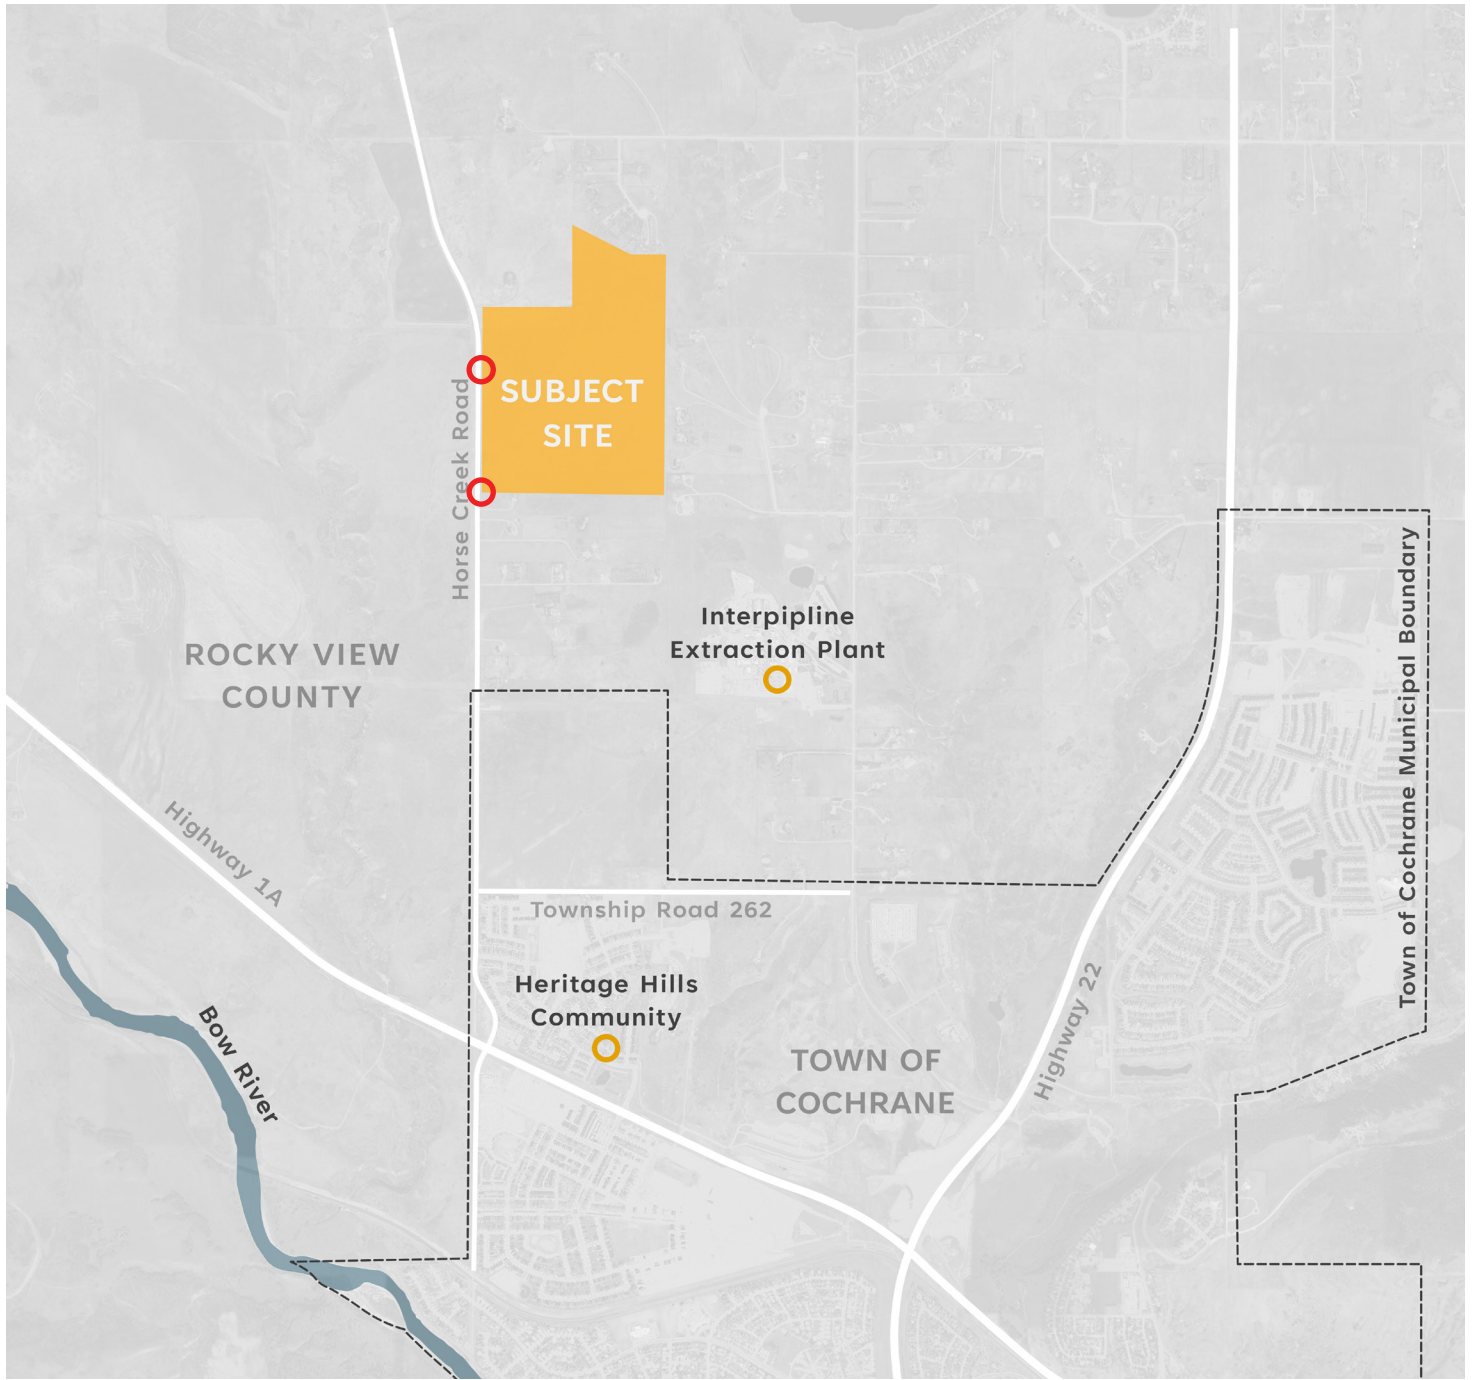 SUBJECT
SITE
Horse Creek Road
Interpipline
Extraction Plant
ROCKY VIEW
COUNTY
Town of Cochrane Municipal Boundary
Highway 1A
Township Road 262
Heritage Hills
Community
Highway 22
Bow River
TOWN OF
COCHRANE